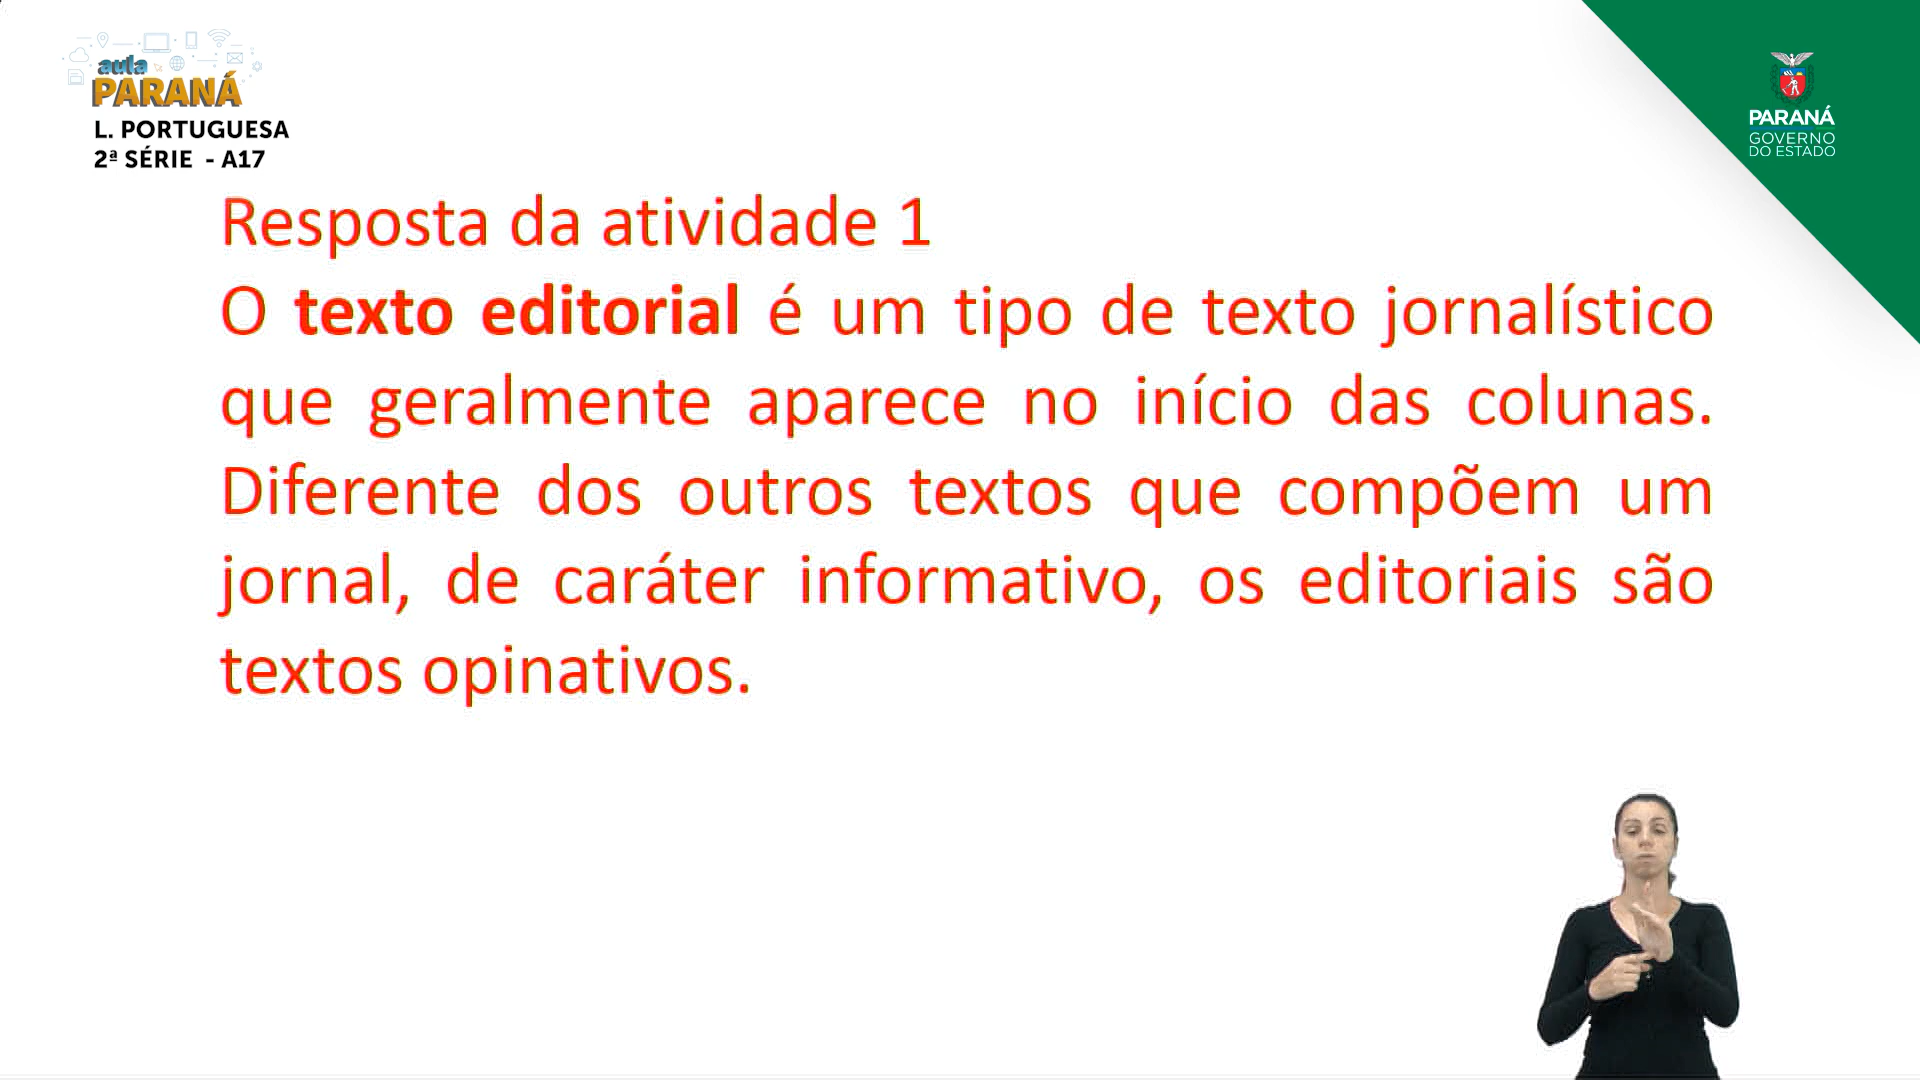 aula
PARANÁ
L. PORTUGUESA
2ª SÉRIE - A17
PARANÁ
GOVERNO
DO ESTADO
Resposta da atividade 1
O texto editorial é um tipo de texto jornalístico
que geralmente aparece no início das colunas.
Diferente dos outros textos que compõem um
jornal, de caráter informativo, os editoriais são
textos opinativos.